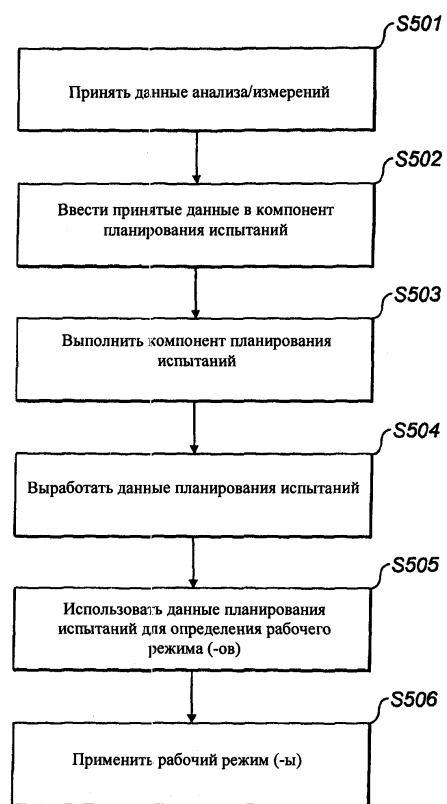 S501
Принять данные анализа/измерений
S502
Ввести принятые данные в компонент
планирования испытаний
S503
Выполнить компонент планирования
испытаний
S504
Выработать данные планирования испытаний
S505
Использовать данные планирования
испытаний для определения рабочего
режима (-ов)
S506
Применить рабочий режим (-ы)